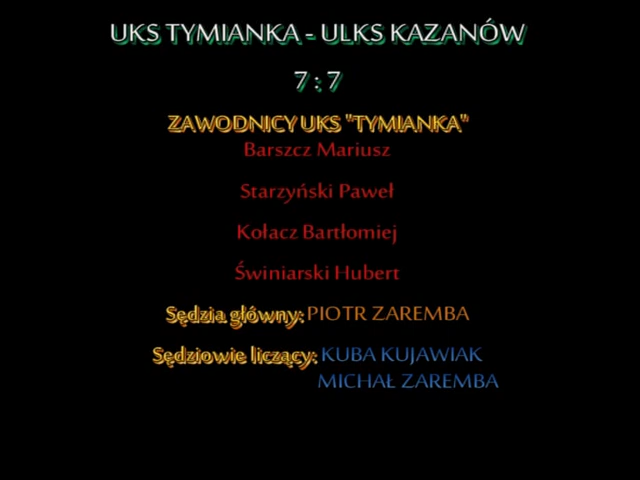 UKS TYMIANKA - ULKS KAZANÓW
7 : 7
ZAWODNICY UKS "TYMIANKA"
Barszcz Mariusz
Starzyński Paweł
Kołacz Bartłomiej
Świniarski Hubert
Sędzia główny: PIOTR ZAREMBA
Sędziowie liczący: KUBA KUJAWIAK
MICHAŁ ZAREMBA